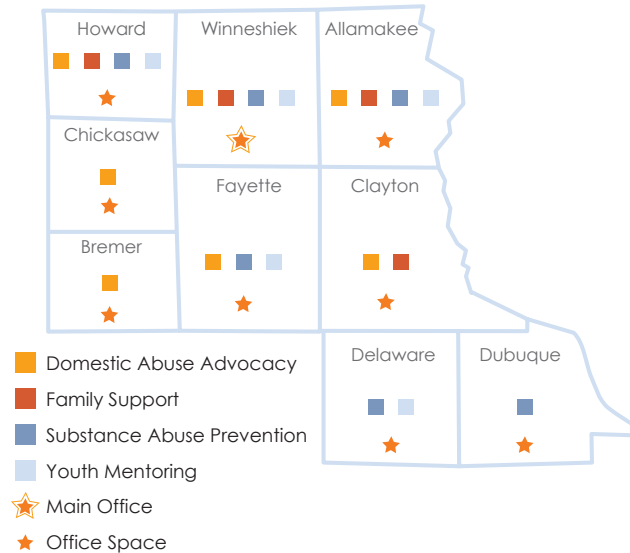 Howard
Winneshiek
Allamakee
Chickasaw
Fayette
Clayton
Bremer
Delaware
Dubuque
Domestic Abuse Advocacy
Family Support
Substance Abuse Prevention
Youth Mentoring
Main Office
Office Space